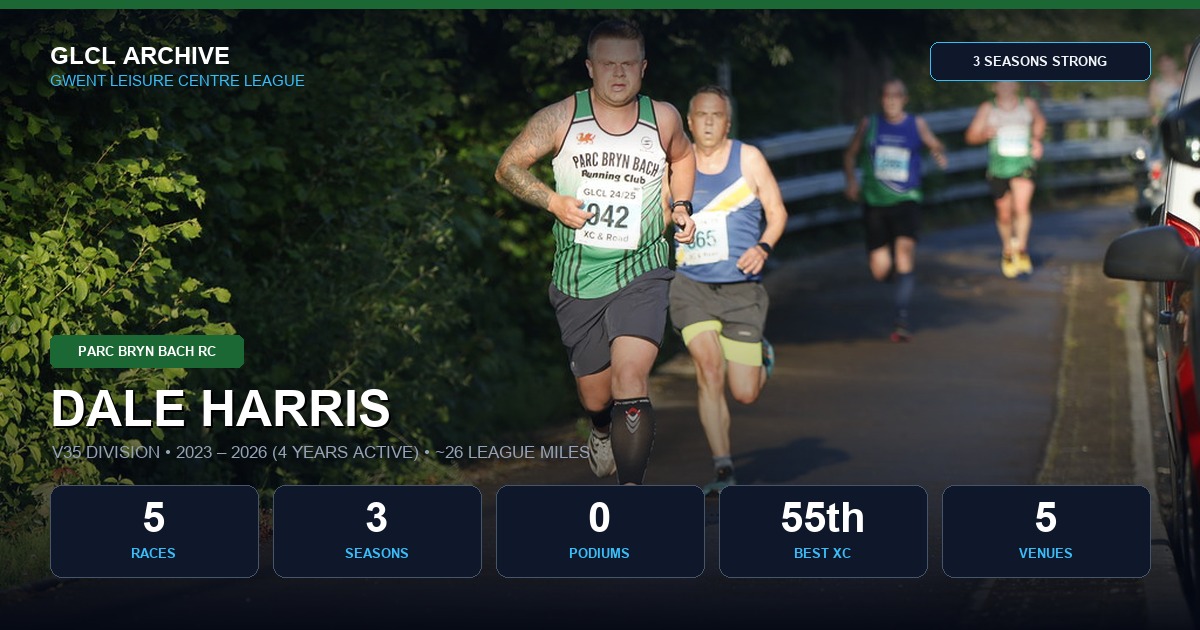 GLCL ARCHIVE
GWENT LEISURE CENTRE LEAGUE
3 SEASONS STRONG
PARC BRYN BACH
Running Club
GLCL 24/25
942
XC & Road
65
PARC BRYN BACH RC
DALE HARRIS
V35 DIVISION • 2023 – 2026 (4 YEARS ACTIVE) • ~26 LEAGUE MILES
5
RACES
3
SEASONS
0
PODIUMS
55th
BEST XC
5
VENUES